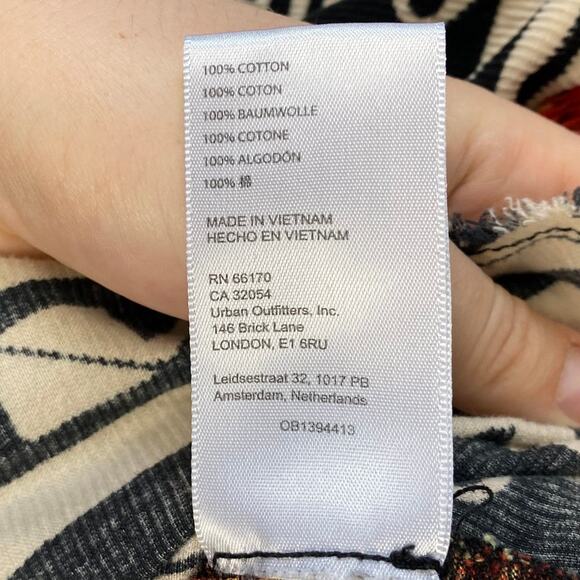 100% COTTON
100% COTON
100% BAUMWOLLE
100% COTONE
100% ALGODÓN
100% 棉
MADE IN VIETNAM
HECHO EN VIETNAM
RN 66170
CA 32054
Urban Outfitters, Inc.
146 Brick Lane
LONDON, E1 6RU
Leidsestraat 32, 1017 PB
Amsterdam, Netherlands
OB1394413